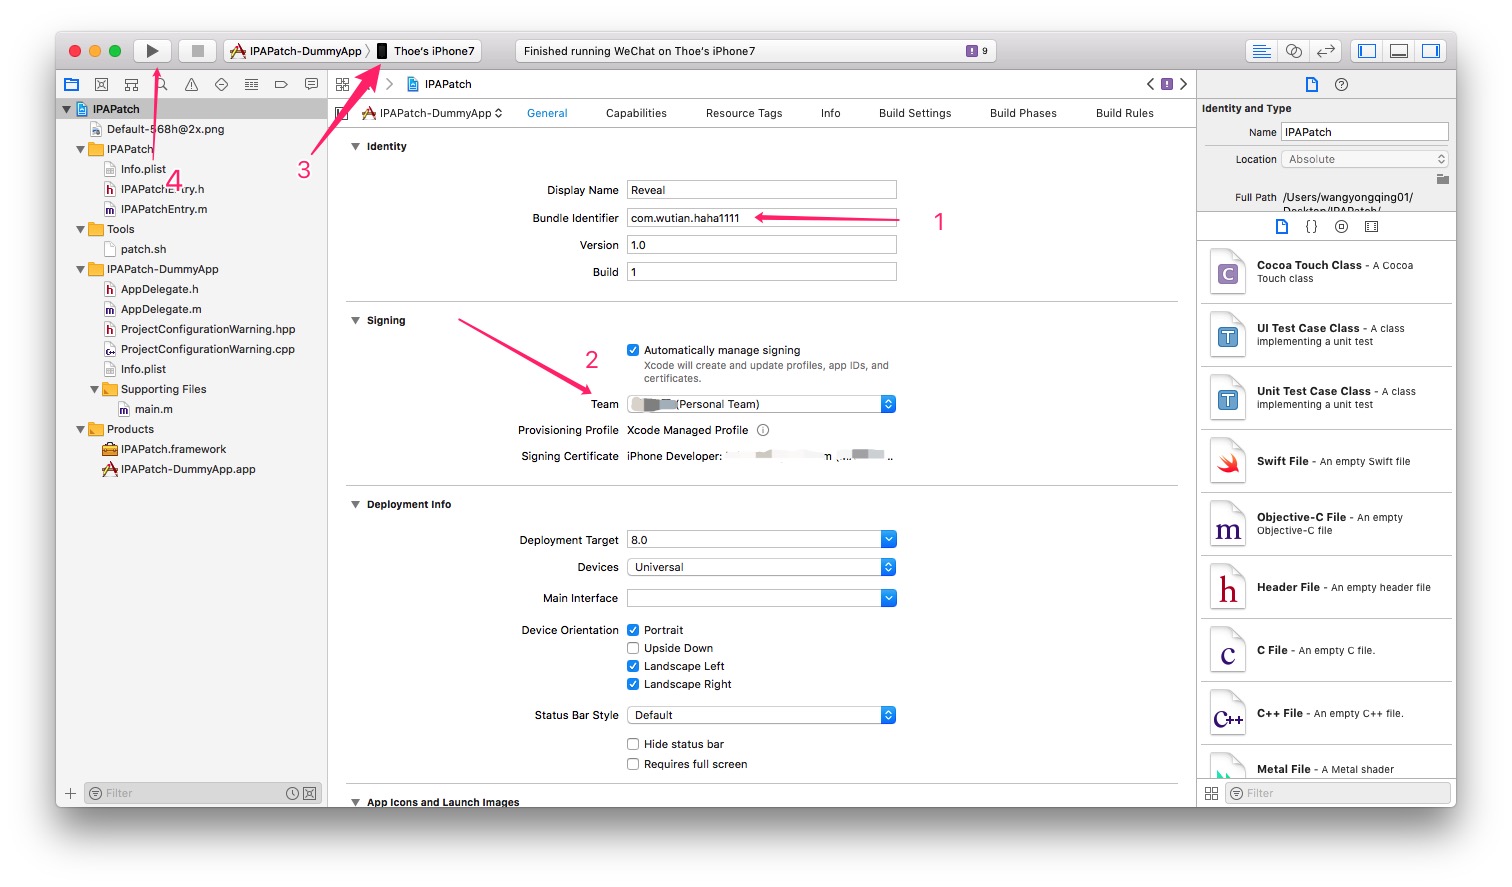 IPAPatch-DummyApp
Thoe's iPhone7
Finished running WeChat on Thoe's iPhone7
9
IPAPatch
Default-568h@2x.png
IPAPatch
Info.plist
IPAPatchEntry.h
IPAPatchEntry.m
Tools
patch.sh
IPAPatch-DummyApp
AppDelegate.h
AppDelegate.m
ProjectConfigurationWarning.hpp
ProjectConfigurationWarning.cpp
Info.plist
Supporting Files
main.m
Products
IPAPatch.framework
IPAPatch-DummyApp.app
Filter
4
3
IPAPatch
IPAPatch-DummyApp
General
Capabilities
Resource Tags
Info
Build Settings
Build Phases
Build Rules
Identity
Display Name Reveal
Bundle Identifier com.wutian.haha1111
1
Version 1.0
Build 1
Signing
2
Automatically manage signing
Xcode will create and update profiles, app IDs, and
certificates.
Team (Personal Team)
Provisioning Profile Xcode Managed Profile
Signing Certificate iPhone Developer:
Deployment Info
Deployment Target 8.0
Devices Universal
Main Interface
Device Orientation Portrait
Upside Down
Landscape Left
Landscape Right
Status Bar Style Default
Hide status bar
Requires full screen
App Icons and Launch Images
Identity and Type
Name IPAPatch
Location Absolute
Full Path /Users/wangyongqing01/
Desktop/IPAPatch/
Cocoa Touch Class - A Cocoa
Touch class
UI Test Case Class - A class
implementing a unit test
Unit Test Case Class - A class
implementing a unit test
Swift File - An empty Swift file
Objective-C File - An empty
Objective-C file
Header File - An empty header file
C File - An empty C file.
C++ File - An empty C++ file.
Metal File - A Metal shader
Filter